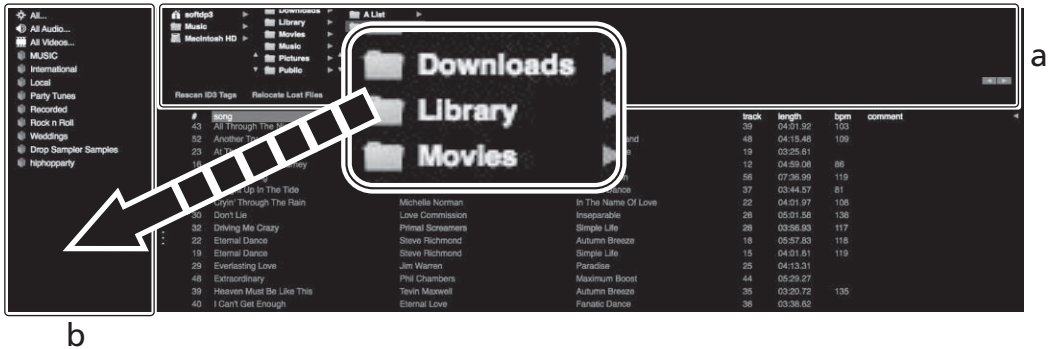 All...
All Audio...
All Videos...
MUSIC
International
Local
Party Tunes
Recorded
Rock n Roll
Weddings
Drop Sampler Samples
hiphopparty
softdp3
Music
Macintosh HD
Downloads
Library
Movies
Music
Pictures
Public
A List
Rescan ID3 Tags Relocate Lost Files
Downloads
Library
Movies
a
# song track length bpm comment
43 All Through The 39 04:01.92 103
52 Another 48 04:15.48 109
23 At 19 03:25.61
12 04:59.08 86
56 07:36.99 119
Up In The Tide Dance 37 03:44.57 81
Cryin' Through The Rain Michelle Norman In The Name Of Love 22 04:01.97 108
30 Don't Lie Love Commission Inseparable 26 05:01.58 138
32 Driving Me Crazy Primal Screamers Simple Life 28 03:56.93 117
22 Eternal Dance Steve Richmond Autumn Breeze 18 05:57.83 118
19 Eternal Dance Steve Richmond Simple Life 15 04:01.61 119
29 Everlasting Love Jim Warren Paradise 25 04:13.31
48 Extraordinary Phil Chambers Maximum Boost 44 05:29.27
39 Heaven Must Be Like This Tevin Maxwell Autumn Breeze 35 03:20.72 135
40 I Can't Get Enough Eternal Love Fanatic Dance 36 03:38.62
b